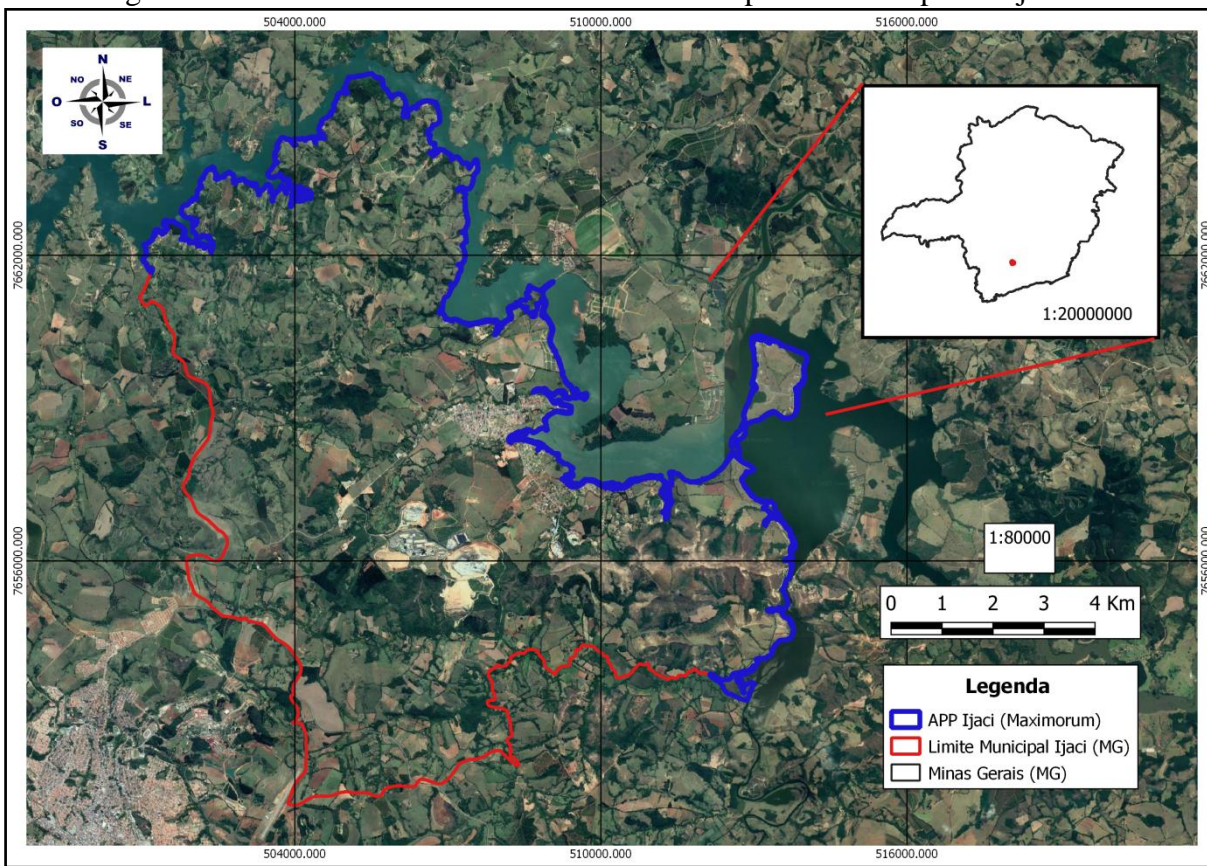 504000.000 510000.000 516000.000
N
NO NE
O L
SO SE
S
1:20000000
7662000.000 7662000.000
1:80000
7656000.000 7656000.000
0 1 2 3 4 Km
Legenda
APP Ijaci (Maximorum)
Limite Municipal Ijaci (MG)
Minas Gerais (MG)
504000.000 510000.000 516000.000